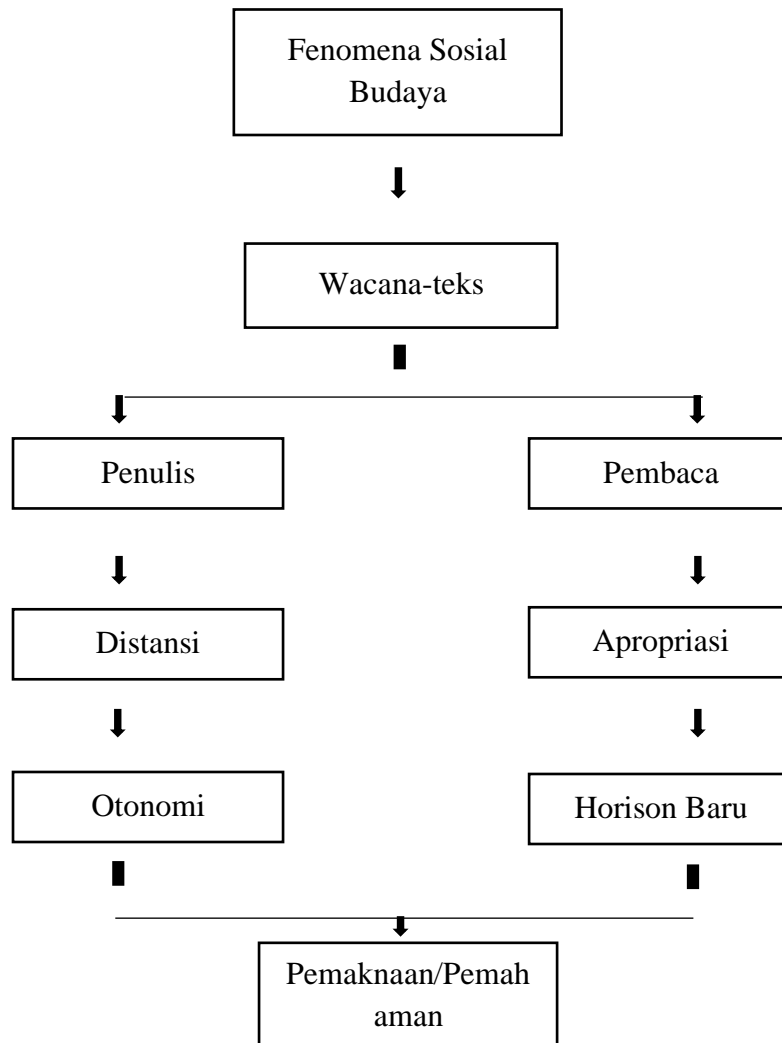 Fenomena Sosial
Budaya
Wacana-teks
Penulis
Pembaca
Distansi
Apropriasi
Otonomi
Horison Baru
Pemaknaan/Pemah
aman